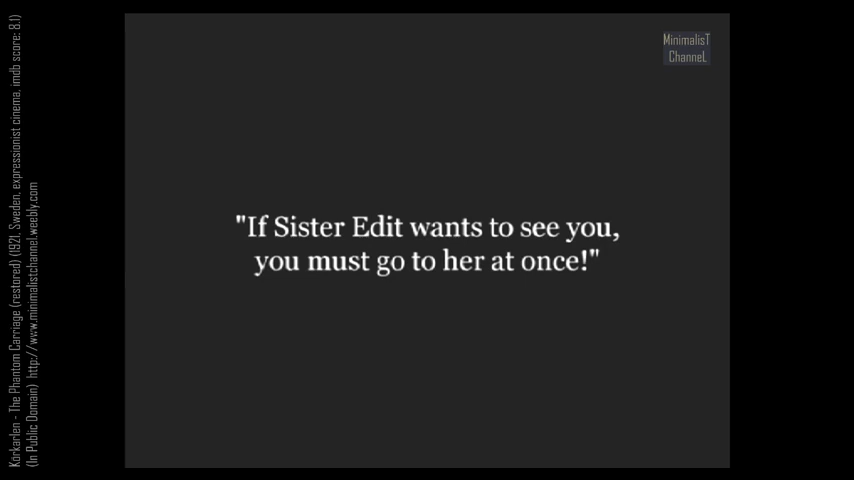 Körkarlen - The Phantom Carriage (restored) (1921, Sweden, expressionist cinema, imdb score: 8.1)
(In Public Domain) http://www.minimalistchannel.weebly.com
MinimalisT
ChanneL
"If Sister Edit wants to see you,
you must go to her at once!"